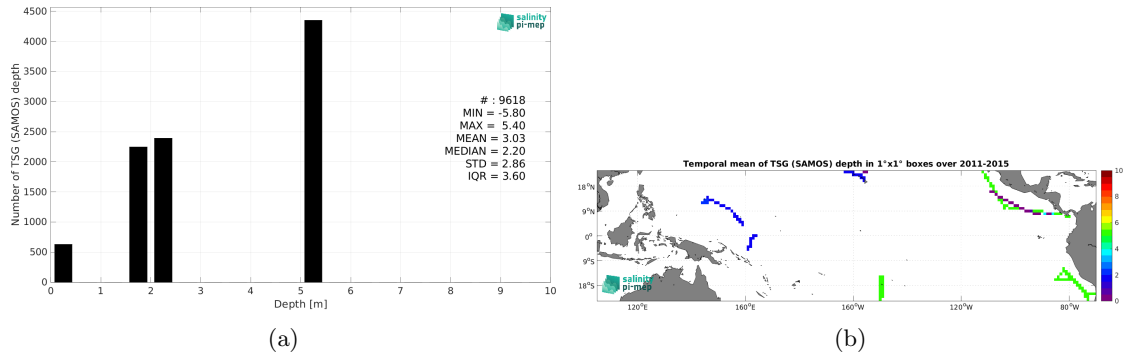 4500
4000
3500
3000
2500
2000
1500
1000
500
0
Number of TSG (SAMOS) depth
0 1 2 3 4 5 6 7 8 9 10
Depth [m]
salinity
pi-mep
# : 9618
MIN = -5.80
MAX = 5.40
MEAN = 3.03
MEDIAN = 2.20
STD = 2.86
IQR = 3.60
(a)
Temporal mean of TSG (SAMOS) depth in 1°x1° boxes over 2011-2015
18°N
9°N
0°
9°S
18°S
120°E 160°E 160°W 120°W 80°W
10
8
6
4
2
0
salinity
pi-mep
(b)